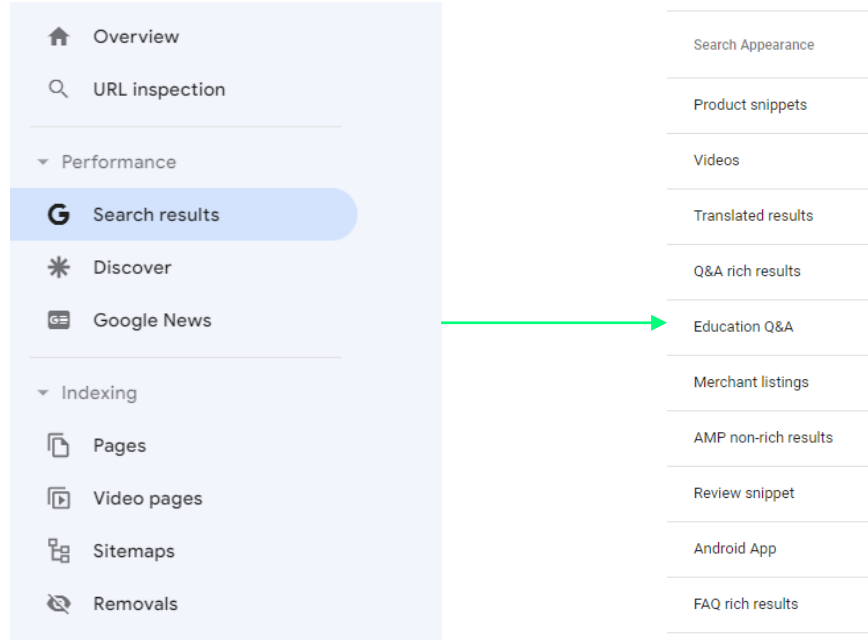 Overview
URL inspection
Performance
Search results
Discover
Google News
Indexing
Pages
Video pages
Sitemaps
Removals
Search Appearance
Product snippets
Videos
Translated results
Q&A rich results
Education Q&A
Merchant listings
AMP non-rich results
Review snippet
Android App
FAQ rich results